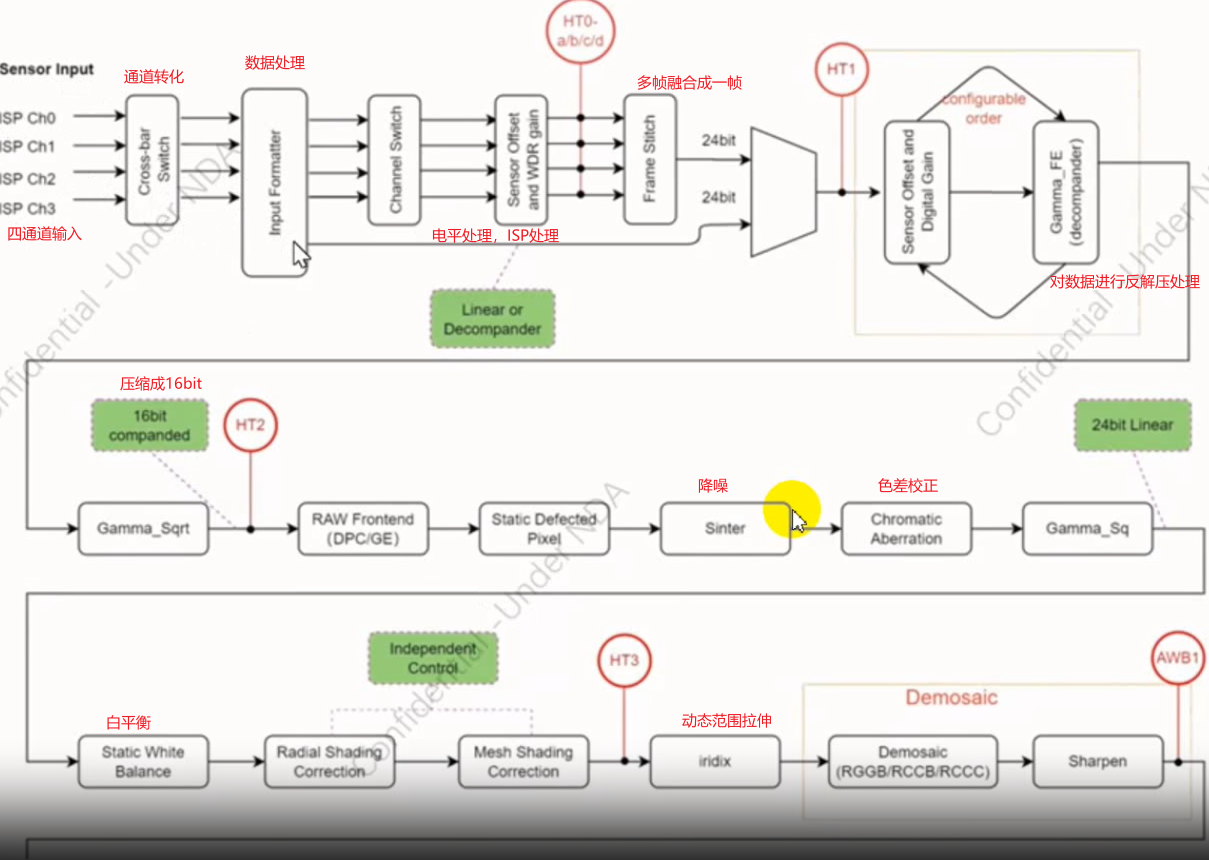 HT0-
a/b/c/d
Sensor Input
通道转化
数据处理
多帧融合成一帧
HT1
ISP Ch0
ISP Ch1
ISP Ch2
ISP Ch3
四通道输入
Cross-bar
Switch
Input Formatter
Channel Switch
Sensor Offset
and WDR gain
Frame Stitch
24bit
24bit
configurable
order
Sensor Offset and
Digital Gain
Gamma_FE
(decompander)
电平处理，ISP处理
对数据进行反解压处理
Linear or
Decompander
压缩成16bit
16bit
companded
HT2
24bit Linear
降噪
色差校正
Gamma_Sqrt
RAW Frontend
(DPC/GE)
Static Defected
Pixel
Sinter
Chromatic
Aberration
Gamma_Sq
Independent
Control
HT3
AWB1
白平衡
动态范围拉伸
Demosaic
Static White
Balance
Radial Shading
Correction
Mesh Shading
Correction
iridix
Demosaic
(RGGB/RCCB/RCCC)
Sharpen
Confidential -Under NDA
Confidential -Under NDA
Confidential - Under